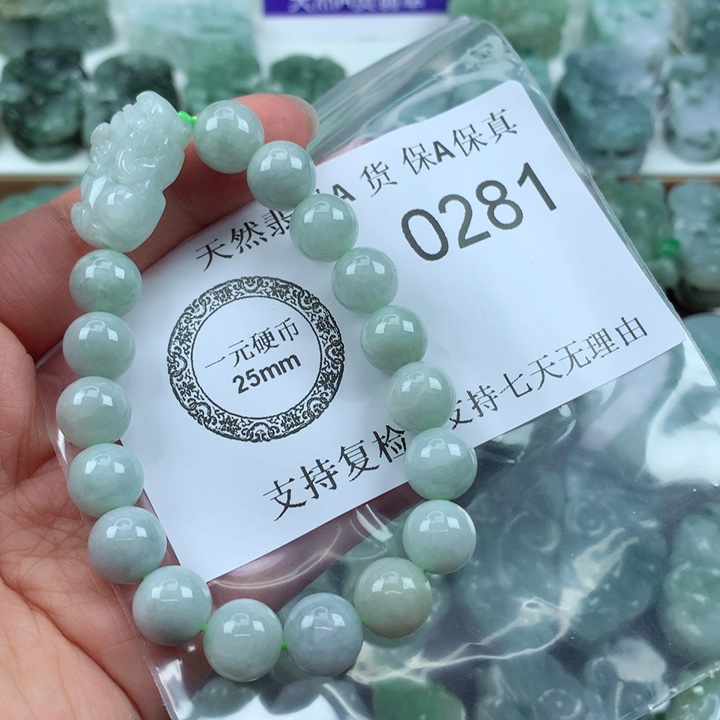 天然翡 A 货 保A保真
0281
一元硬币
25mm
支持复检 支持七天无理由